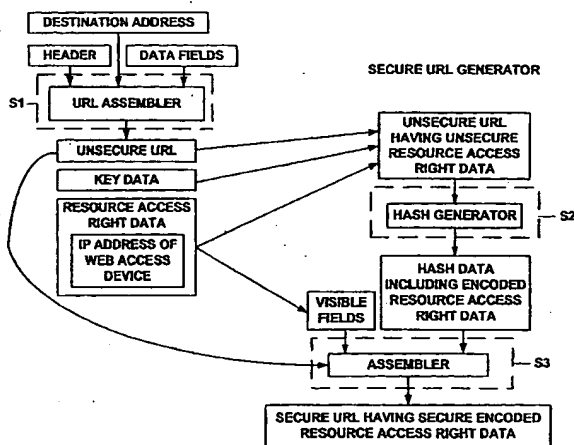 DESTINATION ADDRESS
HEADER
DATA FIELDS
SECURE URL GENERATOR
S1
URL ASSEMBLER
UNSECURE URL
UNSECURE URL
HAVING UNSECURE
RESOURCE ACCESS
RIGHT DATA
KEY DATA
RESOURCE ACCESS
RIGHT DATA
IP ADDRESS OF
WEB ACCESS
DEVICE
HASH GENERATOR
S2
VISIBLE
FIELDS
HASH DATA
INCLUDING ENCODED
RESOURCE ACCESS
RIGHT DATA
ASSEMBLER
S3
SECURE URL HAVING SECURE ENCODED
RESOURCE ACCESS RIGHT DATA